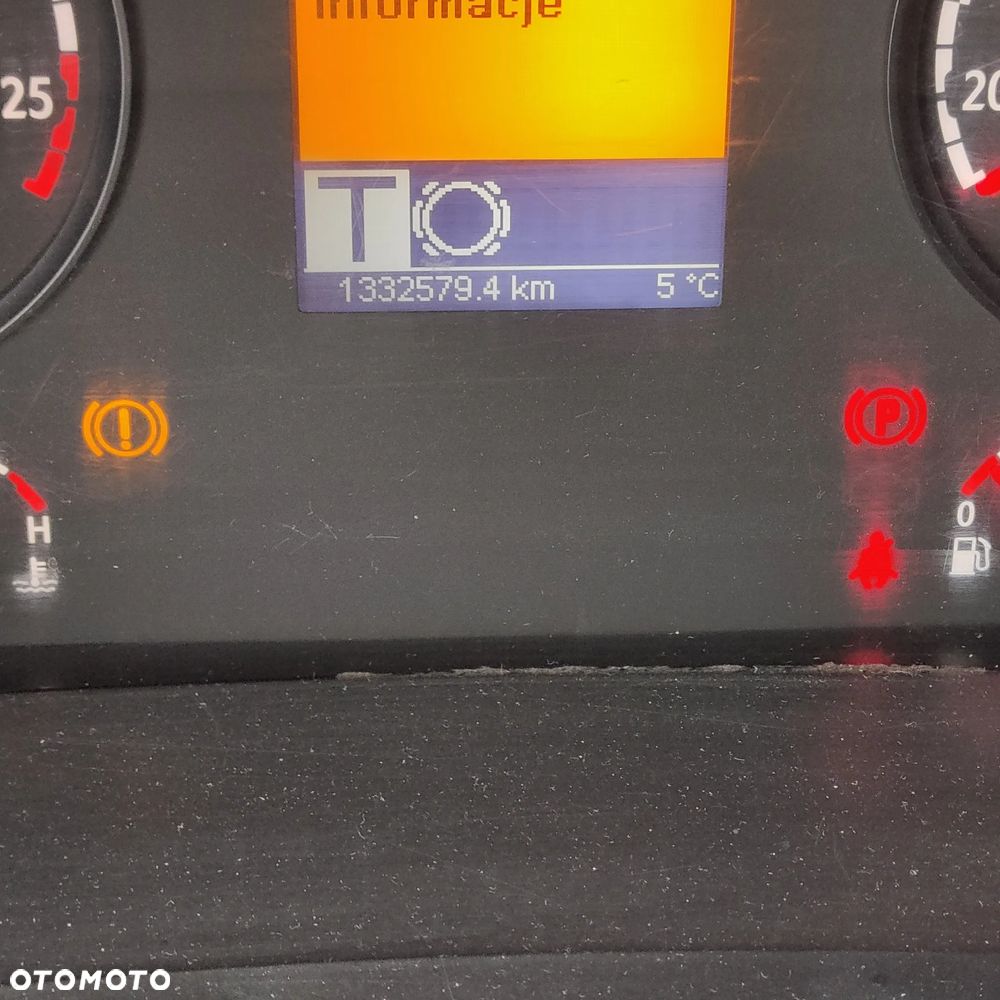 Informacje
25
20
T
1332579.4 km 5 °C
P
H
0
OTOMOTO